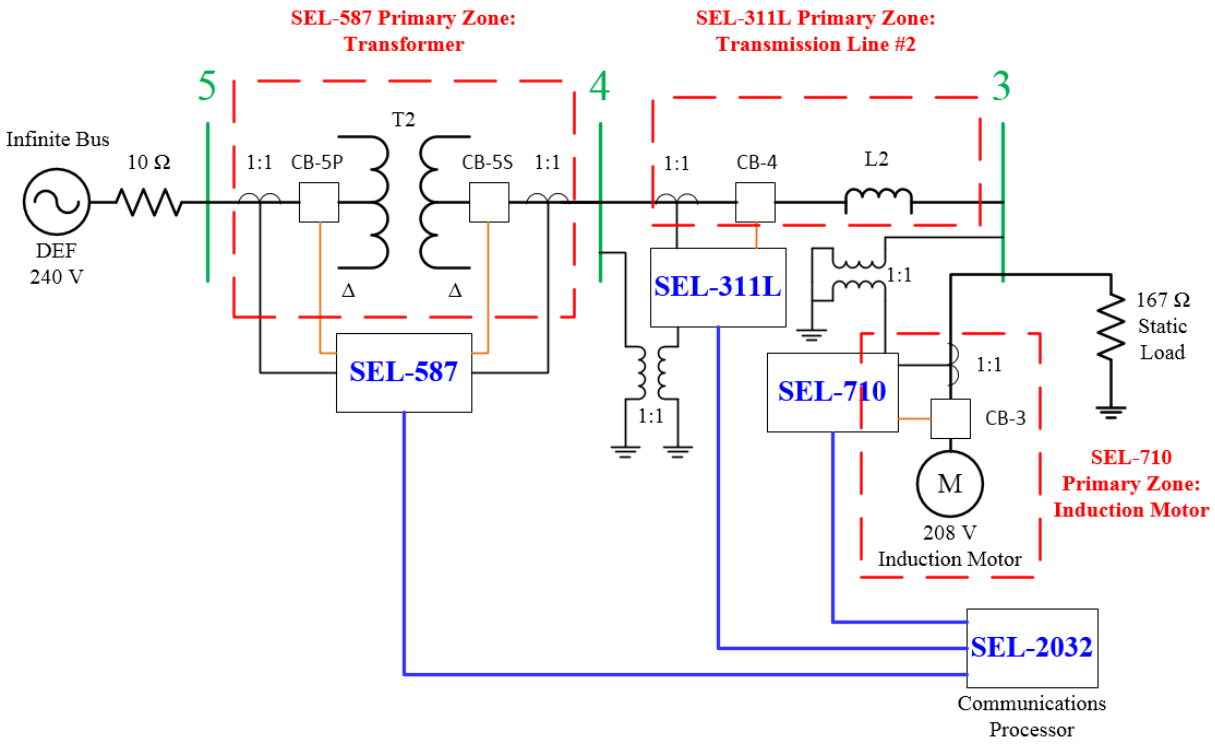 SEL-587 Primary Zone:
Transformer
SEL-311L Primary Zone:
Transmission Line #2
5
4
3
Infinite Bus
10 Ω
1:1
CB-5P
T2
CB-5S
1:1
1:1
CB-4
L2
DEF
240 V
Δ
Δ
SEL-311L
1:1
167 Ω
Static
Load
SEL-587
1:1
SEL-710
1:1
CB-3
M
208 V
Induction Motor
SEL-710
Primary Zone:
Induction Motor
SEL-2032
Communications
Processor